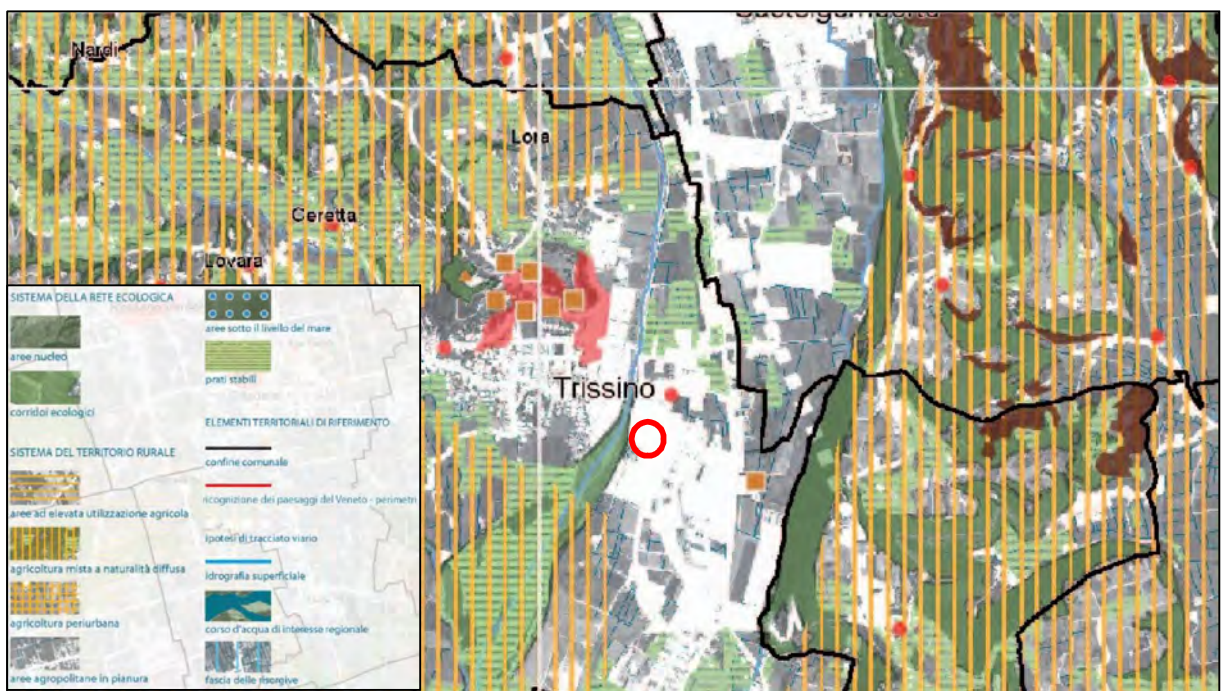 Nardi
Lora
Ceretta
Lovara
Trissino
SISTEMA DELLA RETE ECOLOGICA
aree nucleo
corridoi ecologici
SISTEMA DEL TERRITORIO RURALE
aree ad elevata utilizzazione agricola
agricoltura mista a naturalità diffusa
agricoltura periurbana
aree agropolitane in pianura
aree sotto il livello del mare
prati stabili
ELEMENTI TERRITORIALI DI RIFERIMENTO
confine comunale
ricognizione dei paesaggi del Veneto - perimetri
ipotesi di tracciato viario
idrografia superficiale
corso d'acqua di interesse regionale
fascia delle risorgive